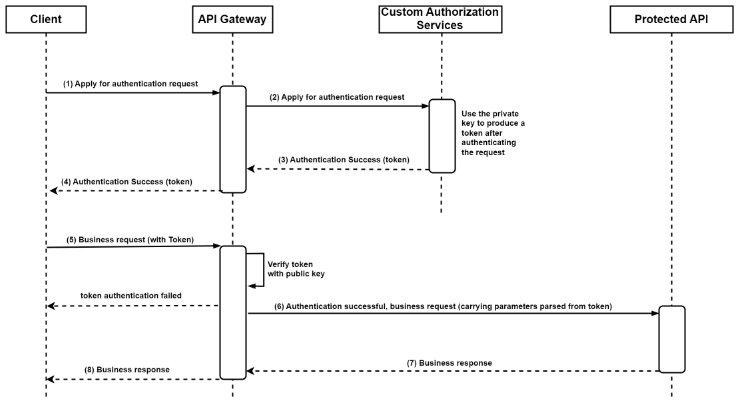 Client
API Gateway
Custom Authorization
Services
Protected API
(1) Apply for authentication request
(2) Apply for authentication request
Use the private
key to produce a
token after
authenticating
the request
(3) Authentication Success (token)
(4) Authentication Success (token)
(5) Business request (with Token)
Verify token
with public key
token authentication failed
(6) Authentication successful, business request (carrying parameters parsed from token)
(7) Business response
(8) Business response